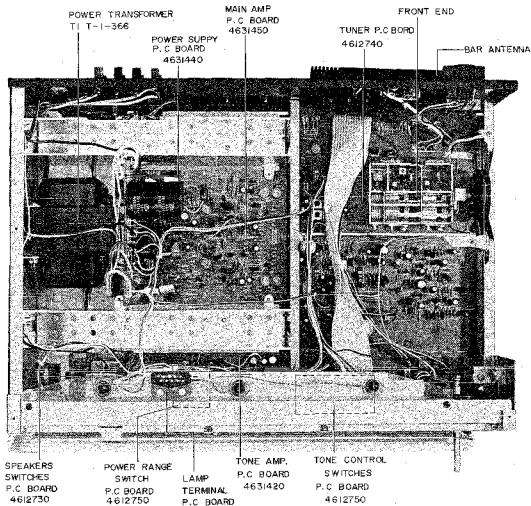 POWER TRANSFORMER
T1 T-1-366
POWER SUPPY
P.C BOARD
4631440
MAIN AMP
P.C BOARD
4631450
TUNER P.C BORD
4612740
FRONT END
BAR ANTENNA
SPEAKERS
SWITCHES
P.C BOARD
4612730
POWER RANGE
SWITCH
P.C BOARD
4612750
LAMP
TERMINAL
P.C BOARD
TONE AMP.
P.C BOARD
4631420
TONE CONTROL
SWITCHES
P.C BOARD
4612750